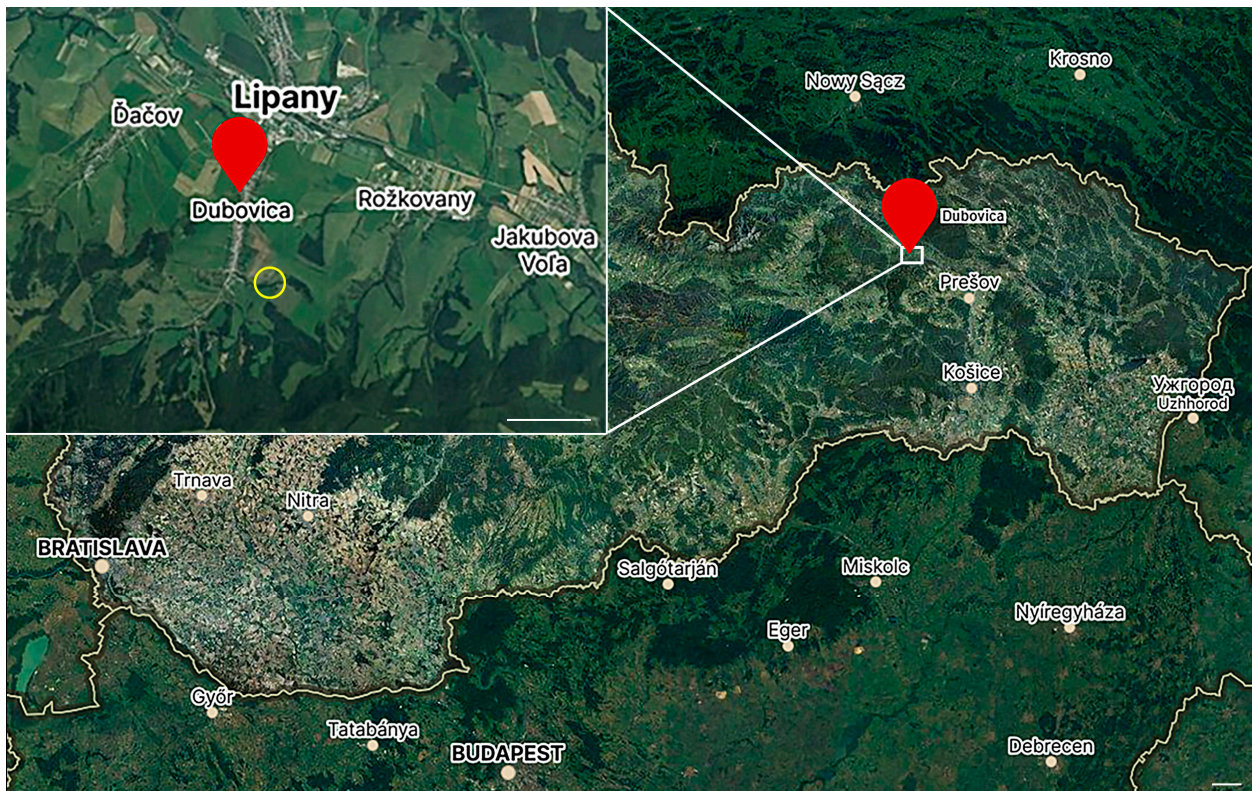 Lipany
Ďačov
Dubovica
Rožkovany
Jakubova
Voľa
Krosno
Nowy Sącz
Dubovica
Prešov
Košice
Ужгород
Uzhhorod
Trnava
Nitra
BRATISLAVA
Salgótarján
Miskolc
Nyíregyháza
Eger
Győr
Tatabánya
BUDAPEST
Debrecen